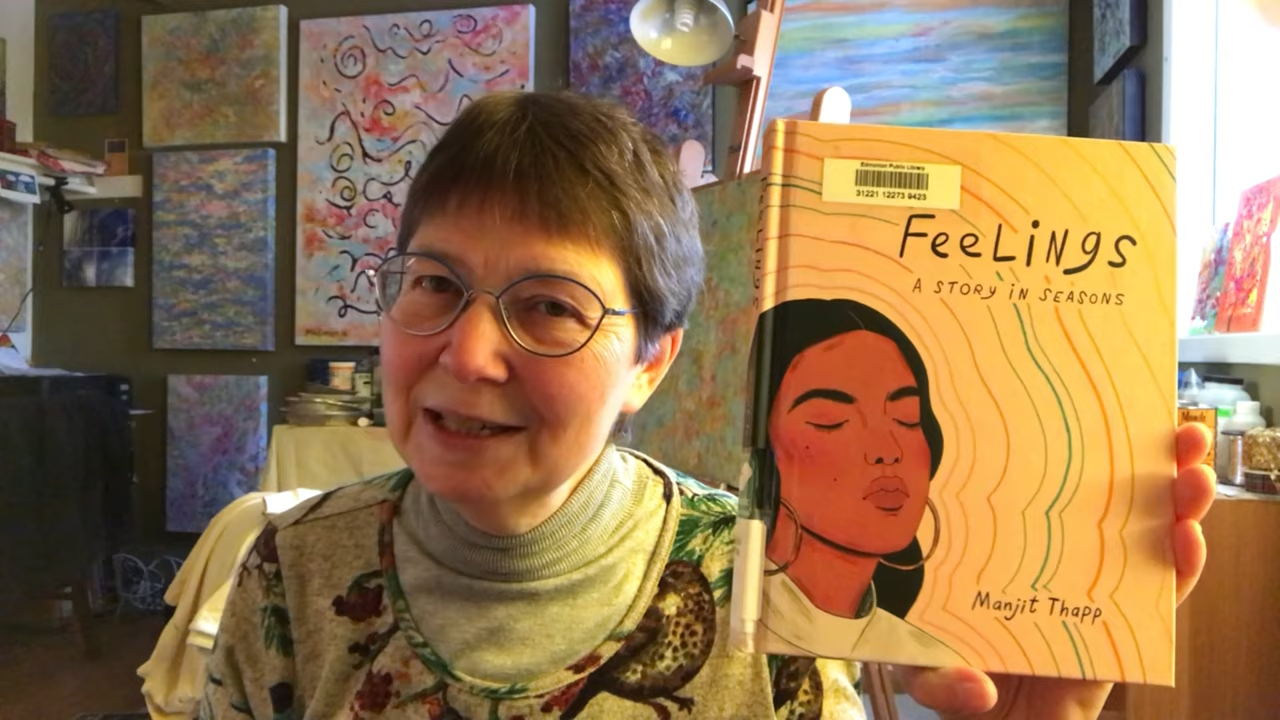 Edmonton Public Library
31221 12273 9423
FeeLiNgs
A STORY iN SEASONS
Manjit Thapp